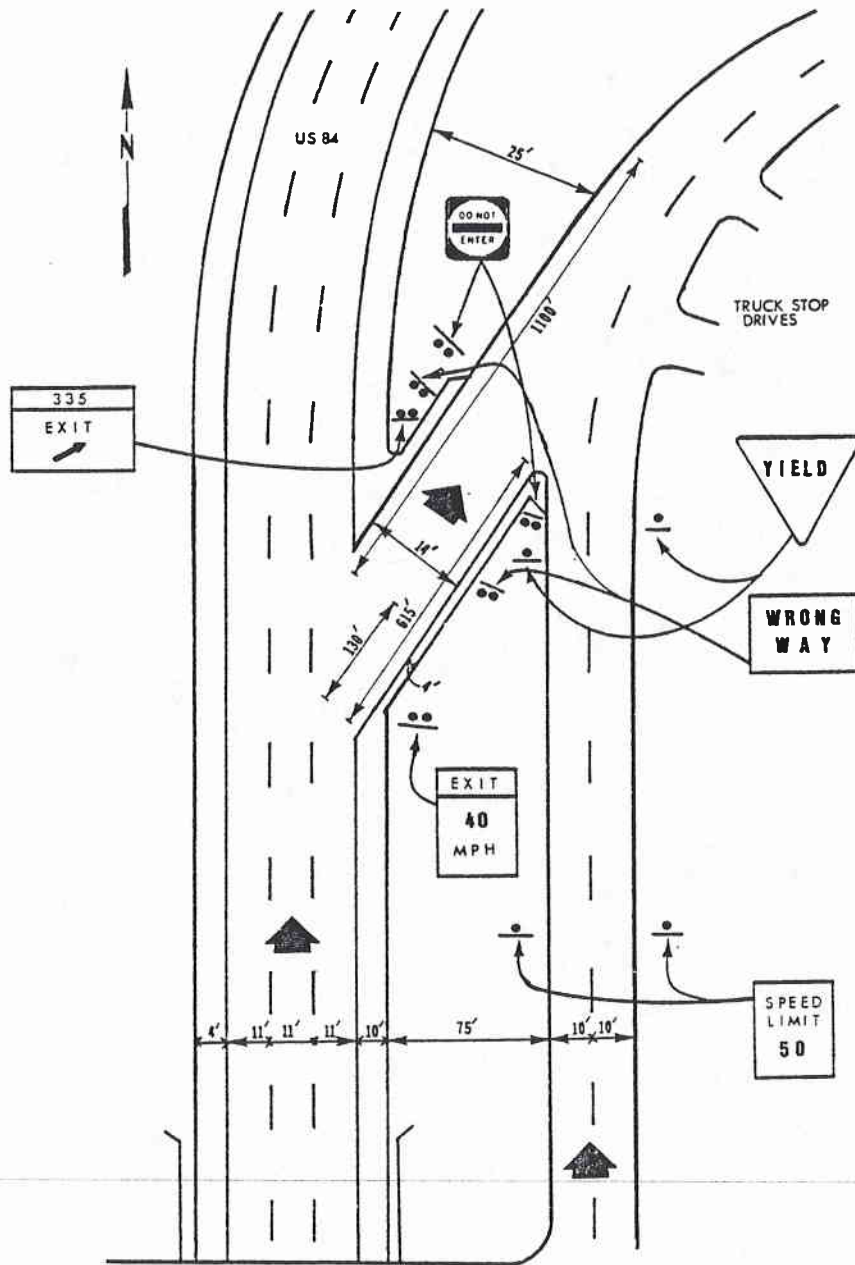 US 84
N
25'
DO NOT
ENTER
1100'
TRUCK STOP
DRIVES
335
EXIT
YIELD
14'
615'
130'
4'
WRONG
WAY
EXIT
40
MPH
SPEED
LIMIT
50
4'
11'
11'
11'
10'
75'
10'
10'